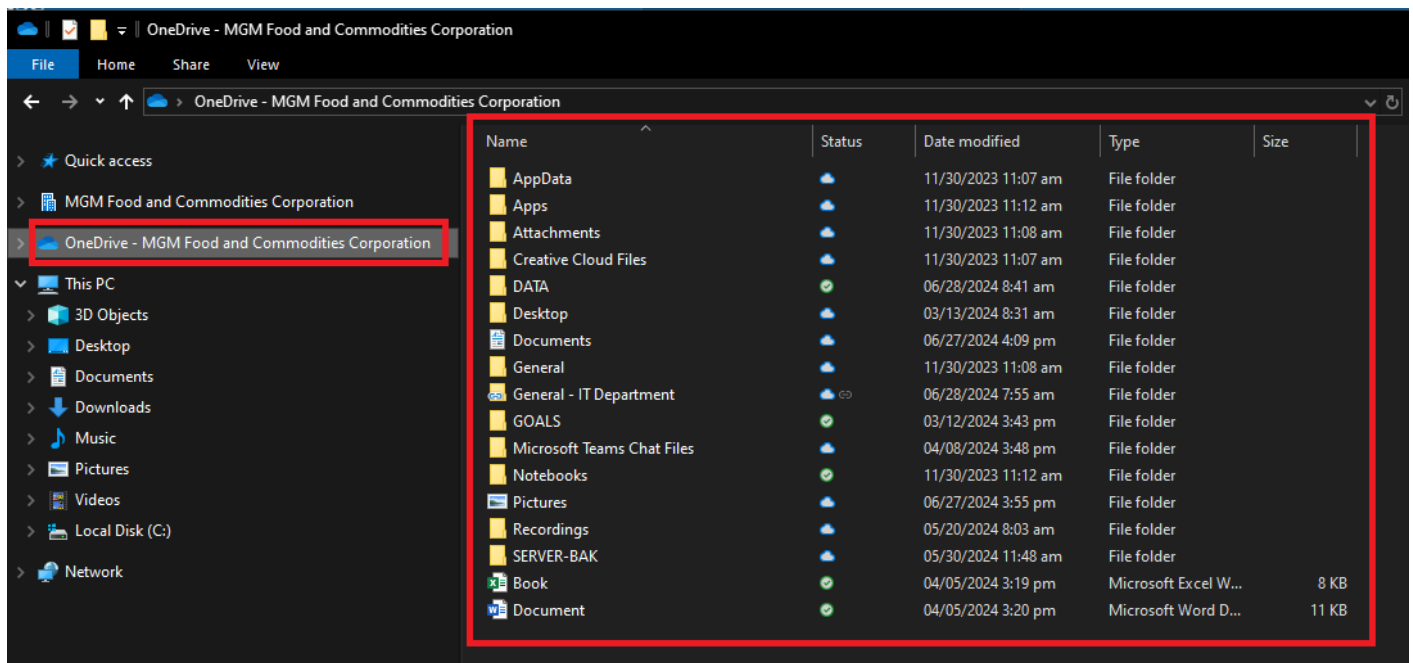 OneDrive - MGM Food and Commodities Corporation
File Home Share View
OneDrive - MGM Food and Commodities Corporation
Quick access
MGM Food and Commodities Corporation
OneDrive - MGM Food and Commodities Corporation
This PC
3D Objects
Desktop
Documents
Downloads
Music
Pictures
Videos
Local Disk (C:)
Network
Name Status Date modified Type Size
AppData 11/30/2023 11:07 am File folder
Apps 11/30/2023 11:12 am File folder
Attachments 11/30/2023 11:08 am File folder
Creative Cloud Files 11/30/2023 11:07 am File folder
DATA 06/28/2024 8:41 am File folder
Desktop 03/13/2024 8:31 am File folder
Documents 06/27/2024 4:09 pm File folder
General 11/30/2023 11:08 am File folder
General - IT Department 06/28/2024 7:55 am File folder
GOALS 03/12/2024 3:43 pm File folder
Microsoft Teams Chat Files 04/08/2024 3:48 pm File folder
Notebooks 11/30/2023 11:12 am File folder
Pictures 06/27/2024 3:55 pm File folder
Recordings 05/20/2024 8:03 am File folder
SERVER-BAK 05/30/2024 11:48 am File folder
Book 04/05/2024 3:19 pm Microsoft Excel W... 8 KB
Document 04/05/2024 3:20 pm Microsoft Word D... 11 KB